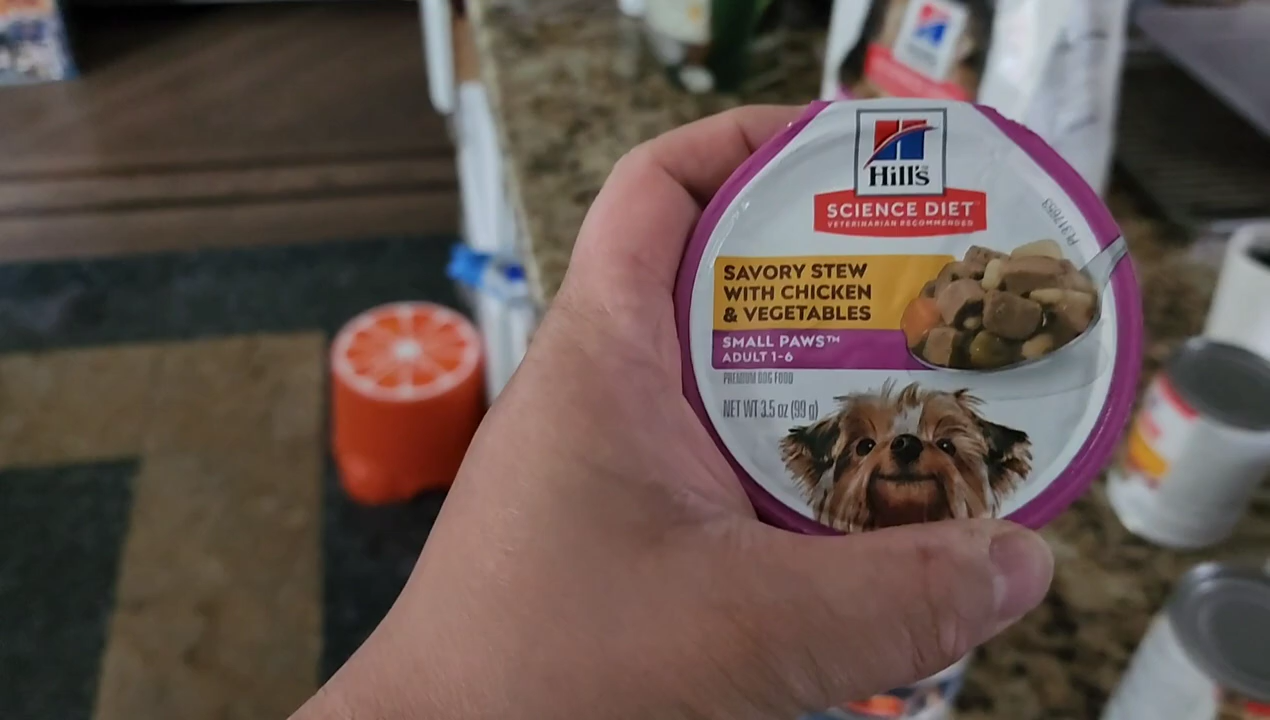 Hill's
SCIENCE DIET
VETERINARIAN RECOMMENDED
SAVORY STEW
WITH CHICKEN
& VEGETABLES
SMALL PAWS™
ADULT 1-6
PREMIUM DOG FOOD
NET WT 3.5 oz (99 g)